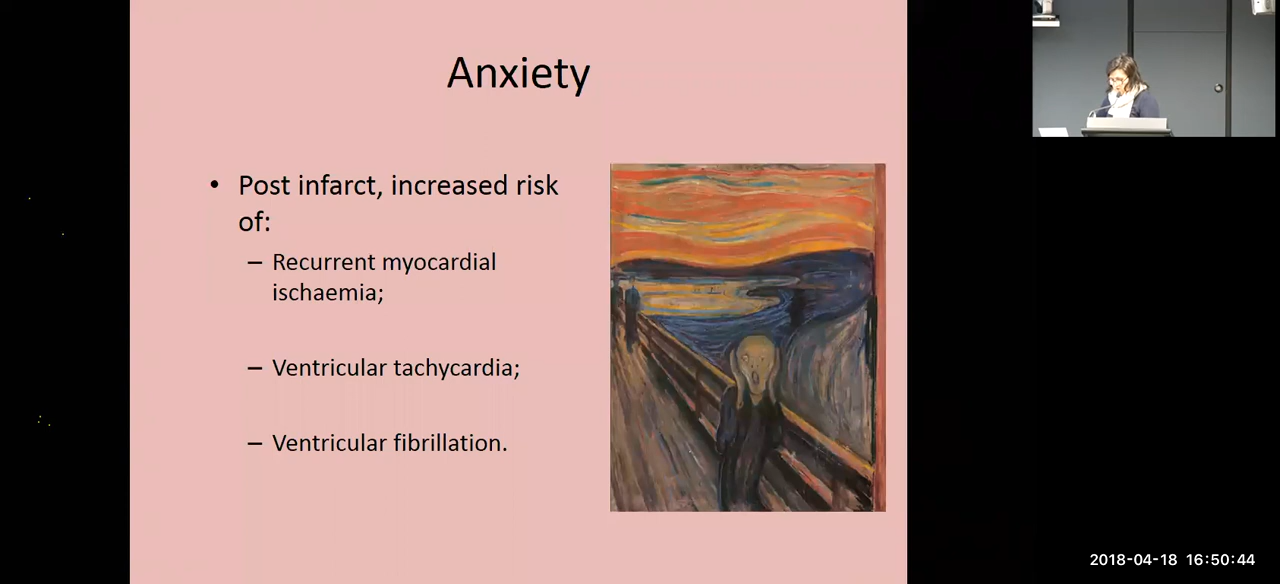 Anxiety
• Post infarct, increased risk
of:
– Recurrent myocardial
ischaemia;
– Ventricular tachycardia;
– Ventricular fibrillation.
2018-04-18 16:50:44